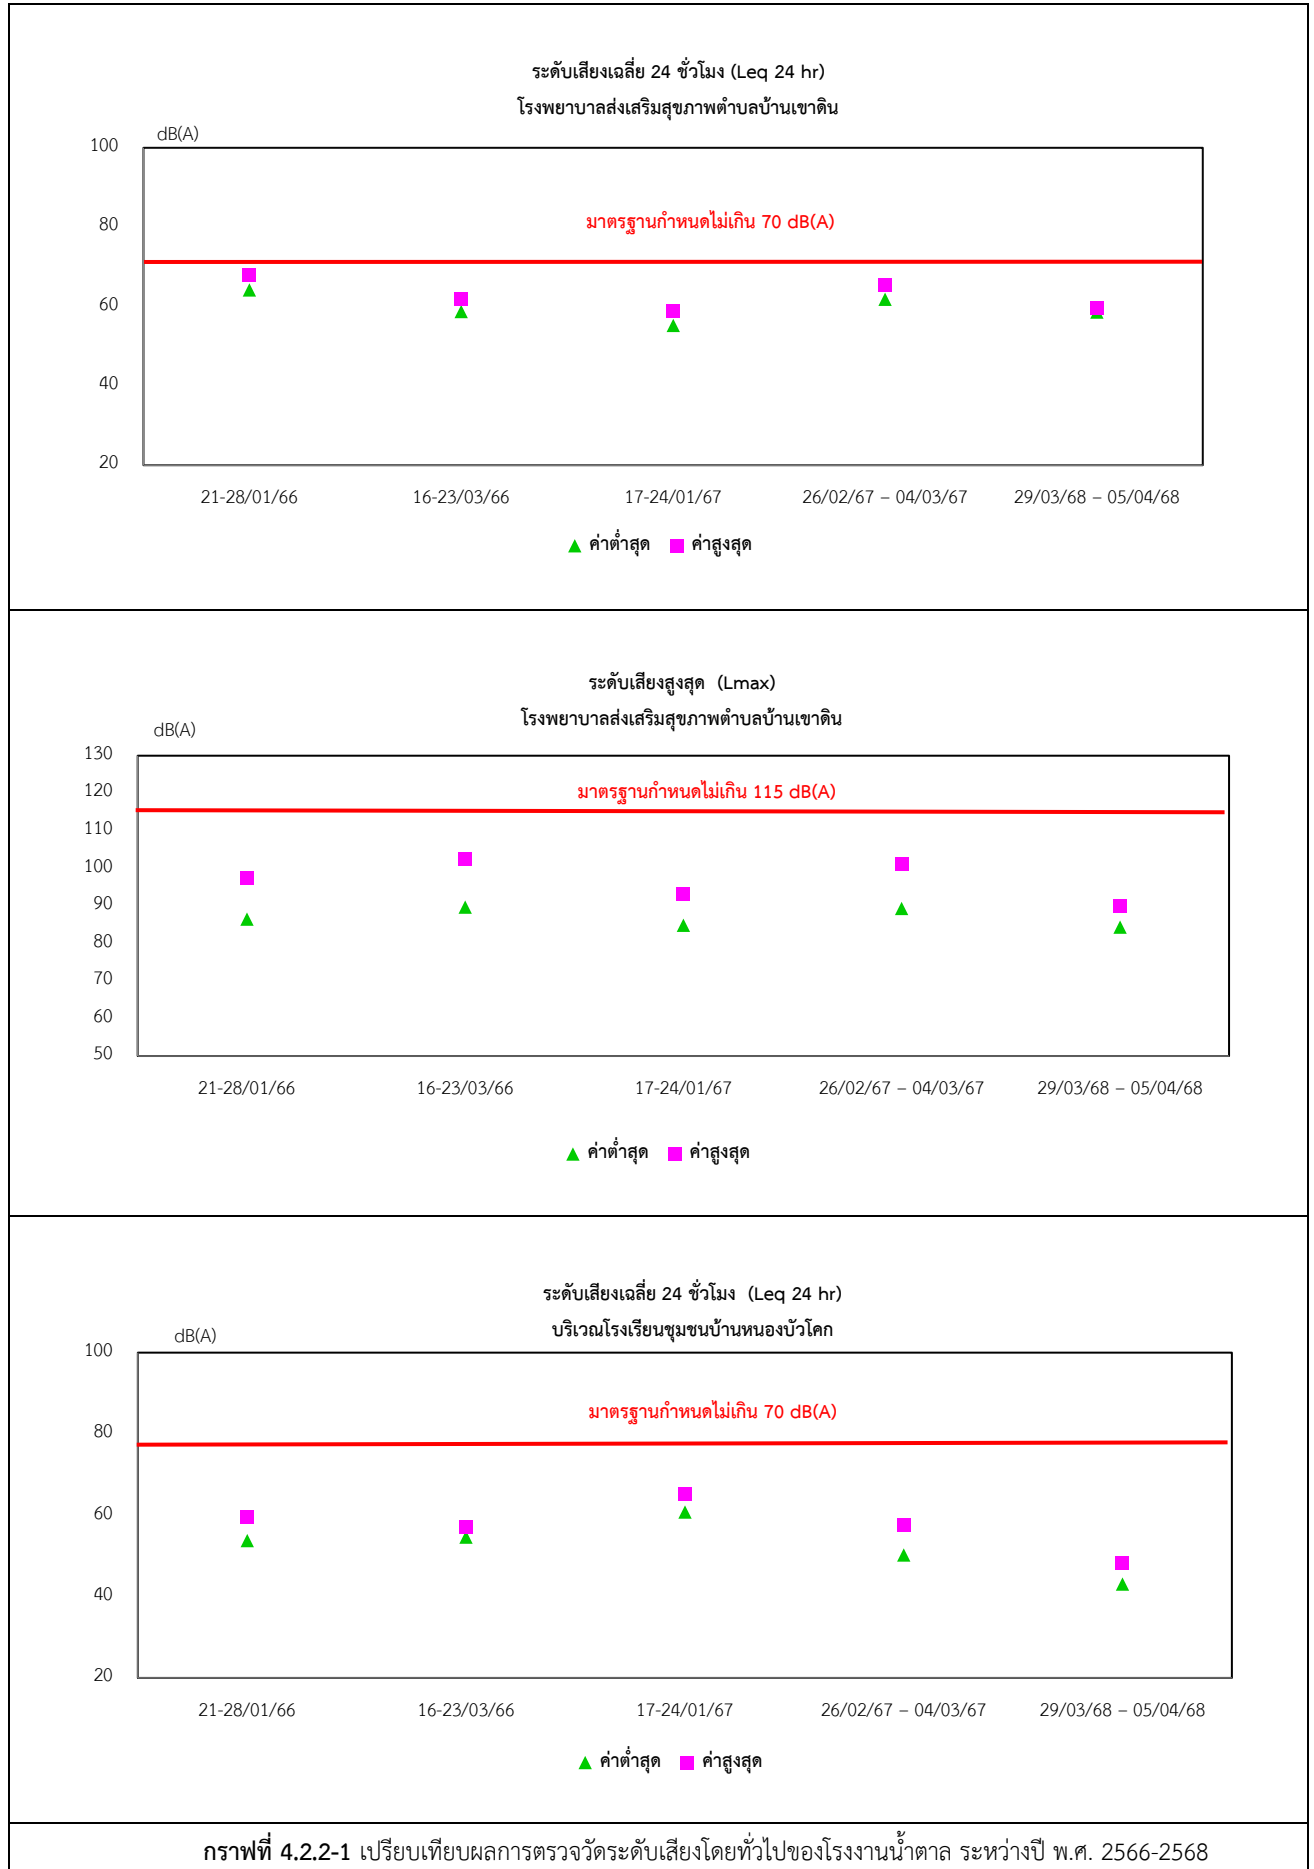 ระดับเสียงเฉลี่ย 24 ชั่วโมง (Leq 24 hr)
โรงพยาบาลส่งเสริมสุขภาพตำบลบ้านเขาดิน
dB(A)
100
80
60
40
20
มาตรฐานกำหนดไม่เกิน 70 dB(A)
21-28/01/66 16-23/03/66 17-24/01/67 26/02/67 – 04/03/67 29/03/68 – 05/04/68
ค่าต่ำสุด ค่าสูงสุด
ระดับเสียงสูงสุด (Lmax)
โรงพยาบาลส่งเสริมสุขภาพตำบลบ้านเขาดิน
dB(A)
130
120
110
100
90
80
70
60
50
มาตรฐานกำหนดไม่เกิน 115 dB(A)
21-28/01/66 16-23/03/66 17-24/01/67 26/02/67 – 04/03/67 29/03/68 – 05/04/68
ค่าต่ำสุด ค่าสูงสุด
ระดับเสียงเฉลี่ย 24 ชั่วโมง (Leq 24 hr)
บริเวณโรงเรียนชุมชนบ้านหนองบัวโคก
dB(A)
100
80
60
40
20
มาตรฐานกำหนดไม่เกิน 70 dB(A)
21-28/01/66 16-23/03/66 17-24/01/67 26/02/67 – 04/03/67 29/03/68 – 05/04/68
ค่าต่ำสุด ค่าสูงสุด
กราฟที่ 4.2.2-1 เปรียบเทียบผลการตรวจวัดระดับเสียงโดยทั่วไปของโรงงานน้ำตาล ระหว่างปี พ.ศ. 2566-2568